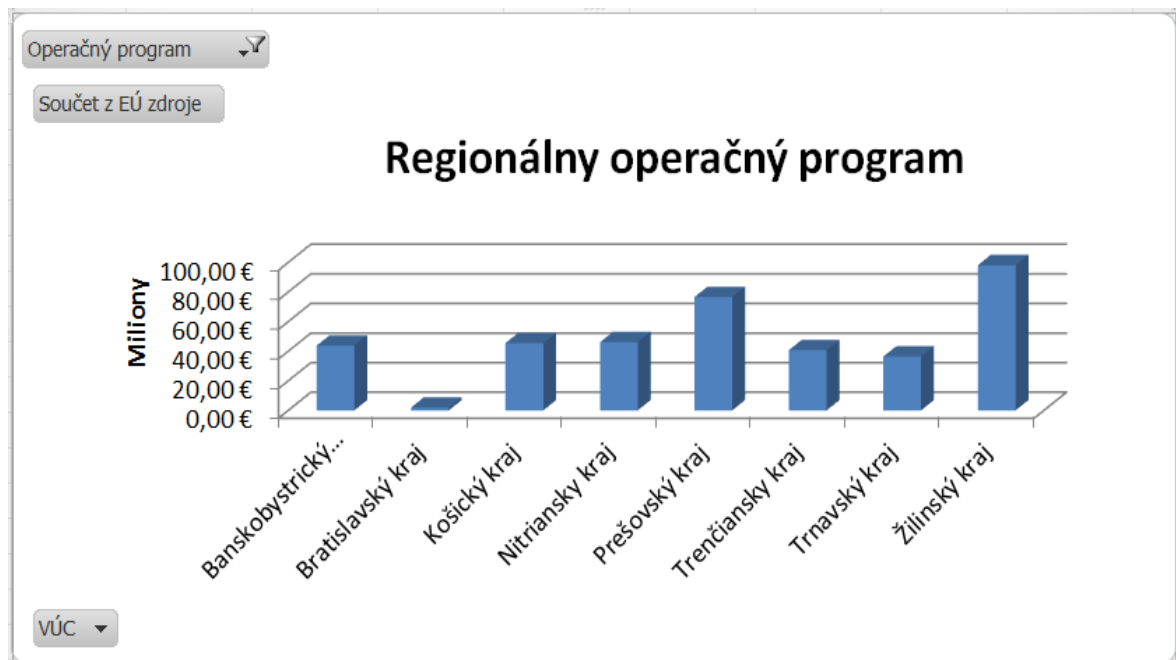 Operačný program
Součet z EÚ zdroje
Regionálny operačný program
Miliony
100,00 €
80,00 €
60,00 €
40,00 €
20,00 €
0,00 €
Banskobystrický...
Bratislavský kraj
Košický kraj
Nitriansky kraj
Prešovský kraj
Trenčiansky kraj
Trnavský kraj
Žilinský kraj
VÚC